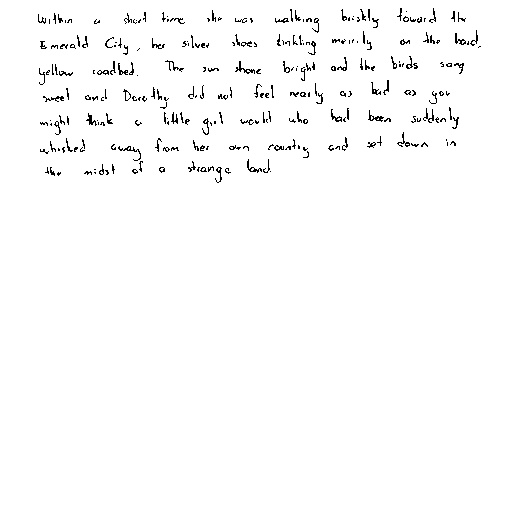 Within a short time she was walking briskly toward the
Emerald City, her silver shoes tinkling merrily on the hard,
yellow roadbed. The sun shone bright and the birds sang
sweet and Dorothy did not feel nearly as bad as you
might think a little girl would who had been suddenly
whisked away from her own country and set down in
the midst of a strange land